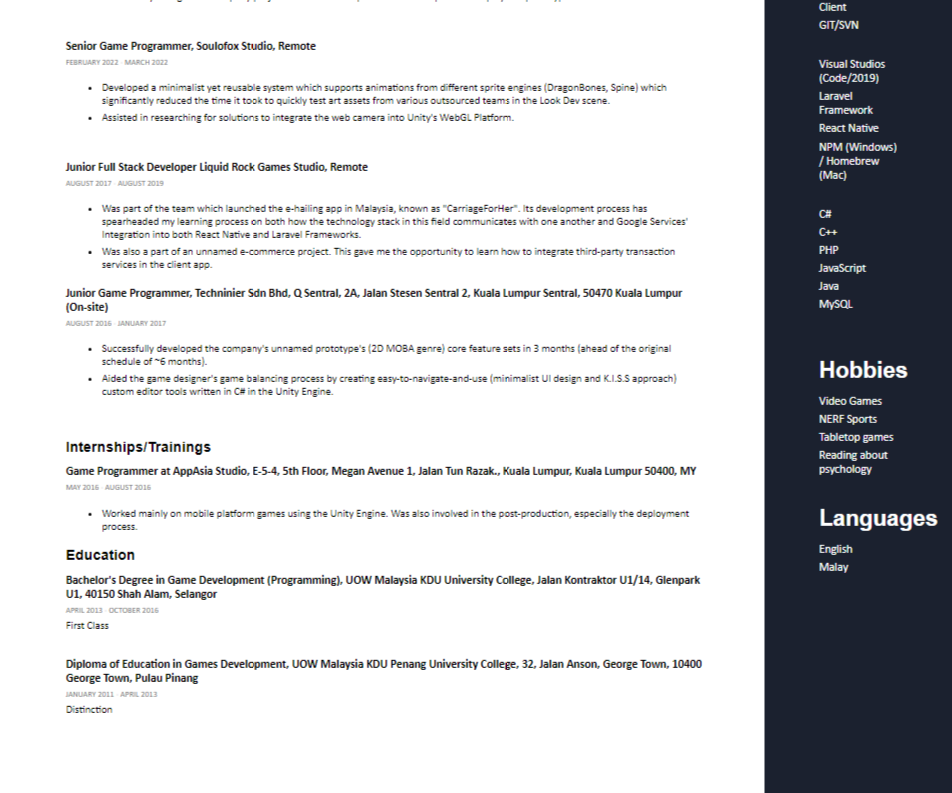 Senior Game Programmer, Soulofox Studio, Remote
FEBRUARY 2022 - MARCH 2022
• Developed a minimalist yet reusable system which supports animations from different sprite engines (DragonBones, Spine) which
significantly reduced the time it took to quickly test art assets from various outsourced teams in the Look Dev scene.
• Assisted in researching for solutions to integrate the web camera into Unity's WebGL Platform.
Junior Full Stack Developer Liquid Rock Games Studio, Remote
AUGUST 2017 - AUGUST 2019
• Was part of the team which launched the e-hailing app in Malaysia, known as "CarriageForHer". Its development process has
spearheaded my learning process on both how the technology stack in this field communicates with one another and Google Services'
Integration into both React Native and Laravel Frameworks.
• Was also a part of an unnamed e-commerce project. This gave me the opportunity to learn how to integrate third-party transaction
services in the client app.
Junior Game Programmer, Techninier Sdn Bhd, Q Sentral, 2A, Jalan Stesen Sentral 2, Kuala Lumpur Sentral, 50470 Kuala Lumpur
(On-site)
AUGUST 2016 - JANUARY 2017
• Successfully developed the company's unnamed prototype's (2D MOBA genre) core feature sets in 3 months (ahead of the original
schedule of ~6 months).
• Aided the game designer's game balancing process by creating easy-to-navigate-and-use (minimalist UI design and K.I.S.S approach)
custom editor tools written in C# in the Unity Engine.
Internships/Trainings
Game Programmer at AppAsia Studio, E-5-4, 5th Floor, Megan Avenue 1, Jalan Tun Razak., Kuala Lumpur, Kuala Lumpur 50400, MY
MAY 2016 - AUGUST 2016
• Worked mainly on mobile platform games using the Unity Engine. Was also involved in the post-production, especially the deployment
process.
Education
Bachelor's Degree in Game Development (Programming), UOW Malaysia KDU University College, Jalan Kontraktor U1/14, Glenpark
U1, 40150 Shah Alam, Selangor
APRIL 2013 - OCTOBER 2016
First Class
Diploma of Education in Games Development, UOW Malaysia KDU Penang University College, 32, Jalan Anson, George Town, 10400
George Town, Pulau Pinang
JANUARY 2011 - APRIL 2013
Distinction
Client
GIT/SVN
Visual Studios
(Code/2019)
Laravel
Framework
React Native
NPM (Windows)
/ Homebrew
(Mac)
C#
C++
PHP
JavaScript
Java
MySQL
Hobbies
Video Games
NERF Sports
Tabletop games
Reading about
psychology
Languages
English
Malay